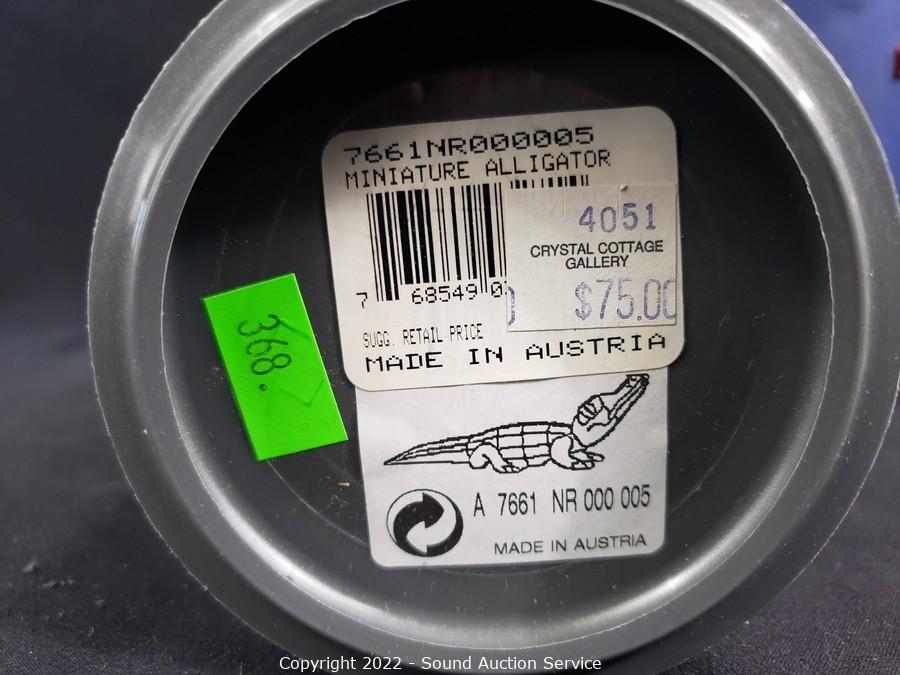 7661NR000005
MINIATURE ALLIGATOR
4051
CRYSTAL COTTAGE
GALLERY
$75.00
7 68549 0
SUGG. RETAIL PRICE
MADE IN AUSTRIA
368.
A 7661 NR 000 005
MADE IN AUSTRIA
Copyright 2022 - Sound Auction Service